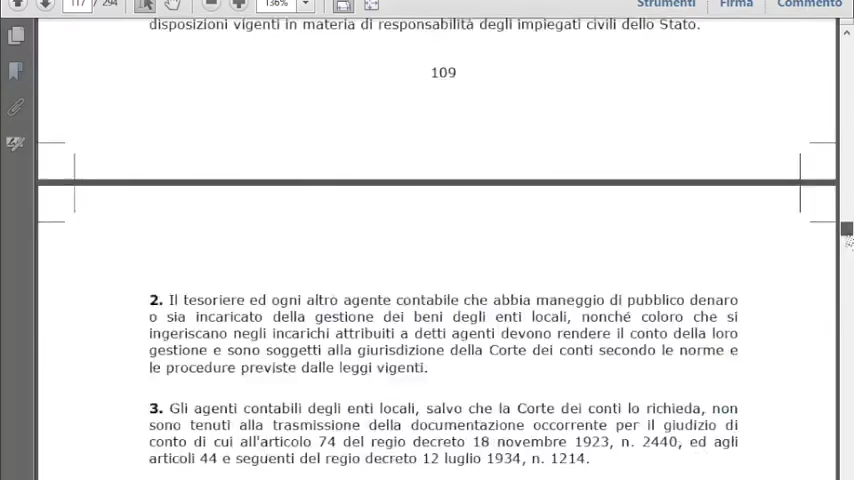 117 / 294
136%
Strumenti
Firma
Commento
disposizioni vigenti in materia di responsabilità degli impiegati civili dello Stato.
109
2. Il tesoriere ed ogni altro agente contabile che abbia maneggio di pubblico denaro
o sia incaricato della gestione dei beni degli enti locali, nonché coloro che si
ingeriscano negli incarichi attribuiti a detti agenti devono rendere il conto della loro
gestione e sono soggetti alla giurisdizione della Corte dei conti secondo le norme e
le procedure previste dalle leggi vigenti.
3. Gli agenti contabili degli enti locali, salvo che la Corte dei conti lo richieda, non
sono tenuti alla trasmissione della documentazione occorrente per il giudizio di
conto di cui all'articolo 74 del regio decreto 18 novembre 1923, n. 2440, ed agli
articoli 44 e seguenti del regio decreto 12 luglio 1934, n. 1214.